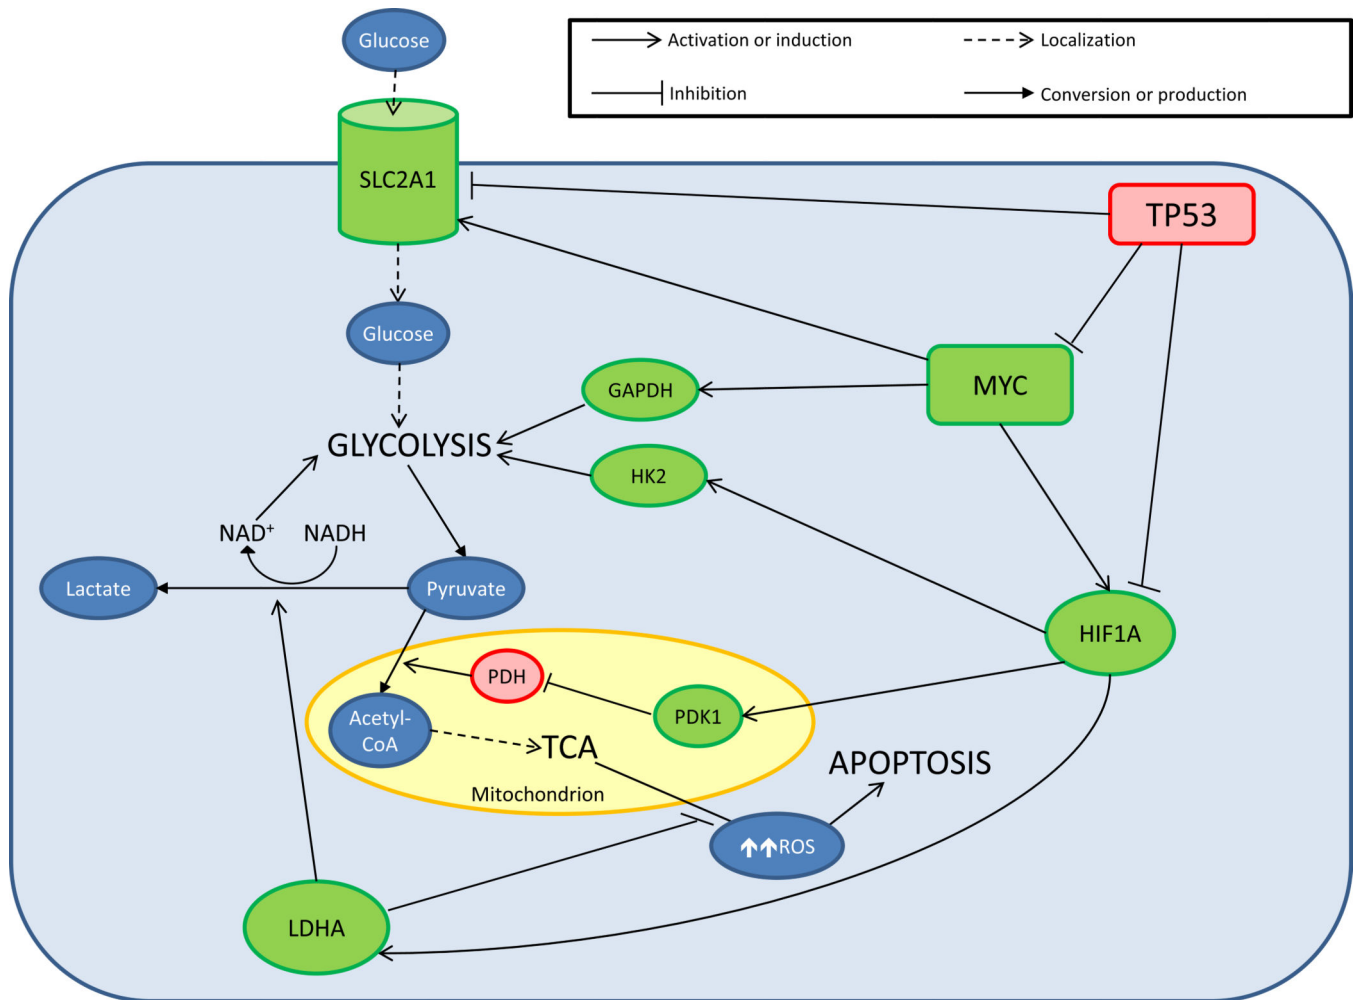 Glucose
Activation or induction
Localization
Inhibition
Conversion or production
SLC2A1
TP53
Glucose
MYC
GAPDH
GLYCOLYSIS
HK2
NAD⁺
NADH
Lactate
Pyruvate
HIF1A
PDH
PDK1
Acetyl-
CoA
TCA
APOPTOSIS
Mitochondrion
⇧⇧ROS
LDHA